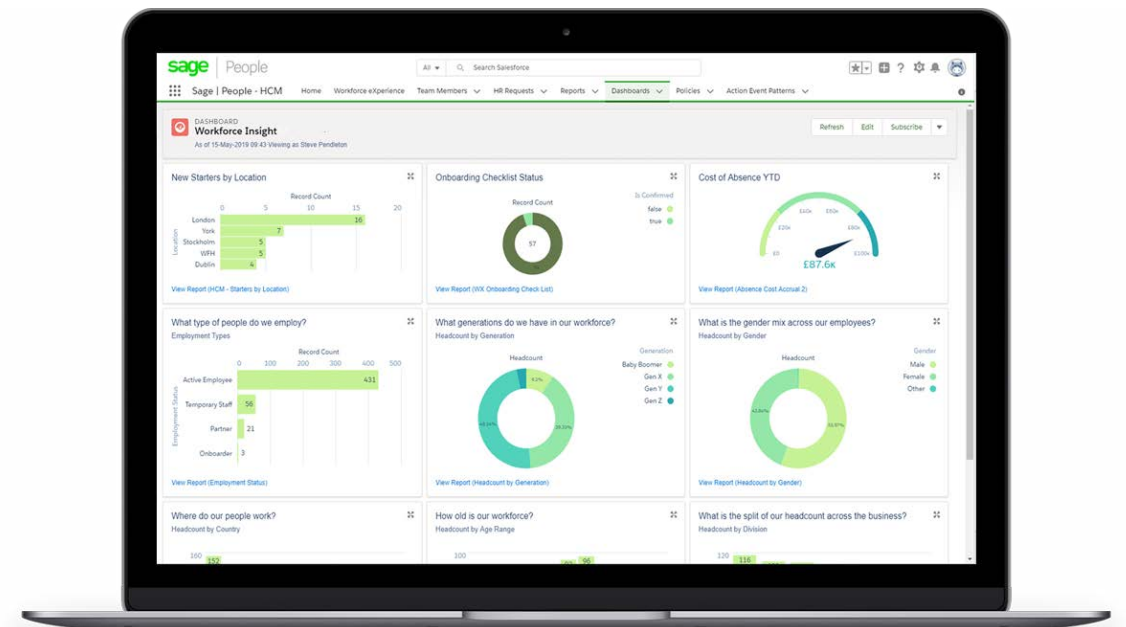 sage People
All
Search Salesforce
Sage | People - HCM
Home
Workforce eXperience
Team Members
HR Requests
Reports
Dashboards
Policies
Action Event Patterns
DASHBOARD
Workforce Insight
As of 15-May-2019 09:43 Viewing as Steve Pendleton
Refresh
Edit
Subscribe
New Starters by Location
Record Count
0 5 10 15 20
Location
London 16
York 7
Stockholm 5
WFH 5
Dublin 4
View Report (HCM - Starters by Location)
Onboarding Checklist Status
Record Count
Is Confirmed
false
true
57
View Report (WX Onboarding Check List)
Cost of Absence YTD
£0
£20K
£40K
£60K
£80K
£100K
£87.6K
View Report (Absence Cost Accrual 2)
What type of people do we employ?
Employment Types
Record Count
0 100 200 300 400 500
Employment Status
Active Employee 431
Temporary Staff 56
Partner 21
Onboarder 3
View Report (Employment Status)
What generations do we have in our workforce?
Headcount by Generation
Headcount
Generation
Baby Boomer
Gen X
Gen Y
Gen Z
View Report (Headcount by Generation)
What is the gender mix across our employees?
Headcount by Gender
Headcount
Gender
Male
Female
Other
View Report (Headcount by Gender)
Where do our people work?
Headcount by Country
160
152
How old is our workforce?
Headcount by Age Range
100
96
What is the split of our headcount across the business?
Headcount by Division
120
116